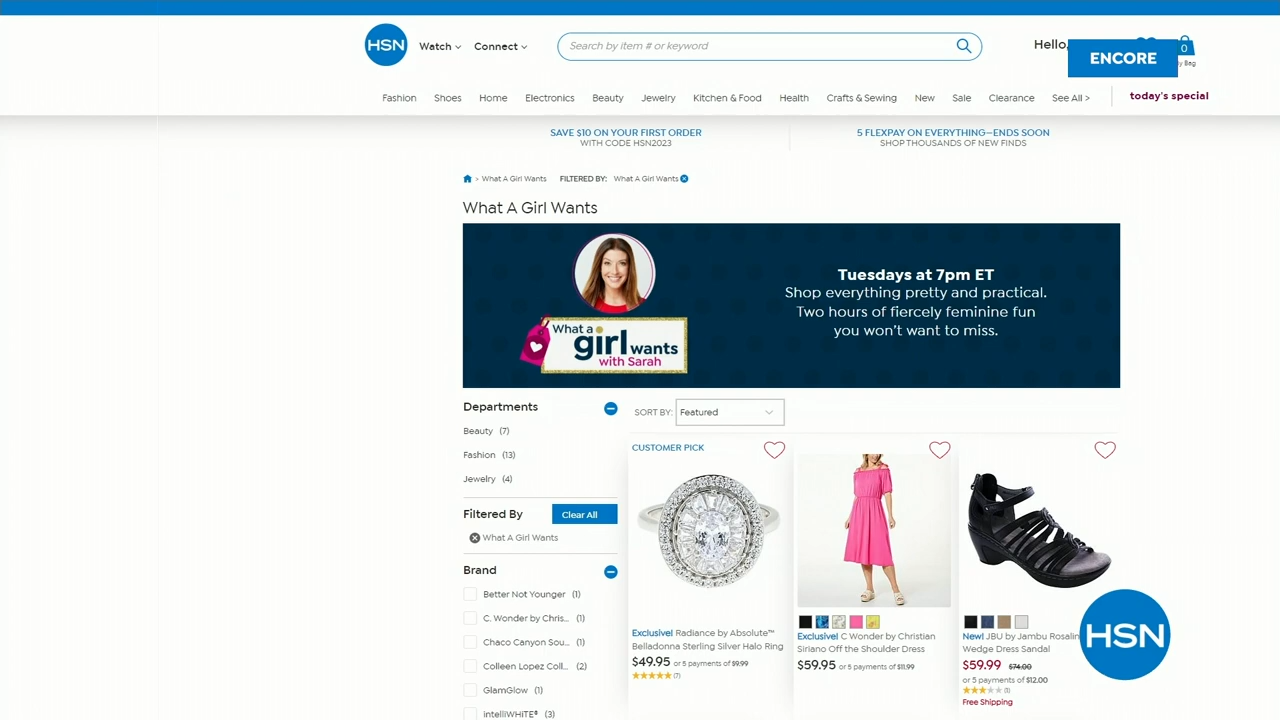 HSN
Watch
Connect
Search by item # or keyword
Hello,
ENCORE
0
Bag
Fashion
Shoes
Home
Electronics
Beauty
Jewelry
Kitchen & Food
Health
Crafts & Sewing
New
Sale
Clearance
See All >
today's special
SAVE $10 ON YOUR FIRST ORDER
WITH CODE HSN2023
5 FLEXPAY ON EVERYTHING—ENDS SOON
SHOP THOUSANDS OF NEW FINDS
> What A Girl Wants
FILTERED BY: What A Girl Wants
What A Girl Wants
What a
girl wants
with Sarah
Tuesdays at 7pm ET
Shop everything pretty and practical.
Two hours of fiercely feminine fun
you won't want to miss.
Departments
Beauty (7)
Fashion (13)
Jewelry (4)
Filtered By
Clear All
What A Girl Wants
Brand
Better Not Younger (1)
C. Wonder by Chris... (1)
Chaco Canyon Sou... (1)
Colleen Lopez Coll... (2)
GlamGlow (1)
intelliWHiTE® (3)
SORT BY: Featured
CUSTOMER PICK
Exclusive! Radiance by Absolute™
Belladonna Sterling Silver Halo Ring
$49.95 or 5 payments of $9.99
(7)
Exclusive! C Wonder by Christian
Siriano Off the Shoulder Dress
$59.95 or 5 payments of $11.99
New! JBU by Jambu Rosalin
Wedge Dress Sandal
$59.99 $74.00
or 5 payments of $12.00
(1)
Free Shipping
HSN